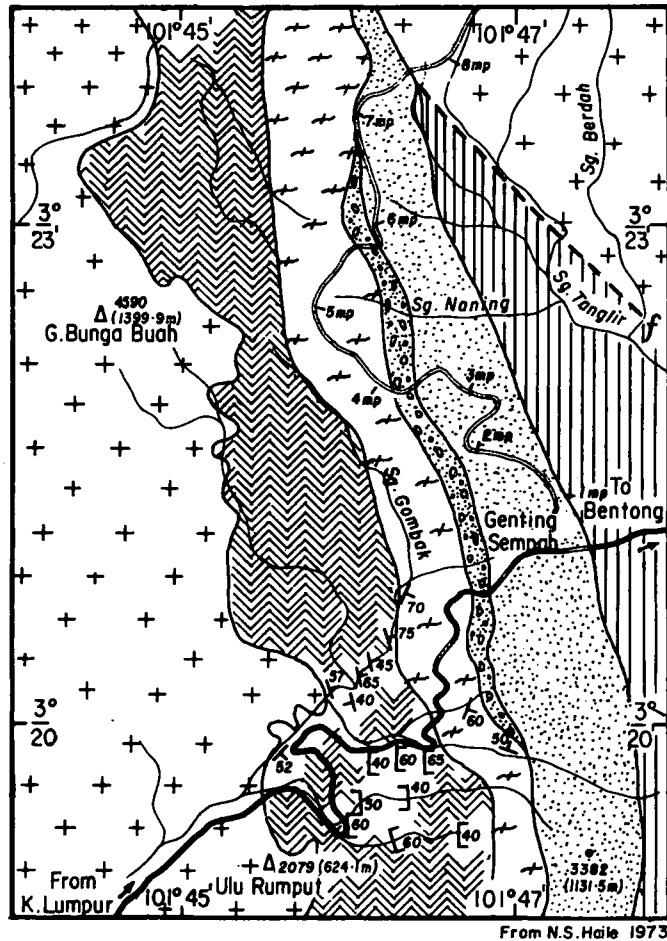 101°45'
101°47'
8mp
7mp
Sg. Berdah
3°
23'
3°
23'
6mp
Sg. Tanglir
f
4590
Δ (1399·9m)
G. Bunga Buah
5mp
Sg. Naning
4mp
3mp
2mp
1mp
To
Bentong
Genting
Sempah
Sg. Gombak
70
75
45
37
65
40
60
3°
20
3°
20
50
52
40
60
65
50
40
60
60
40
Δ 2079 (624·1m)
Ulu Rumput
3382
(1131·5m)
From
K. Lumpur
101°45'
101°47'
From N.S. Haile 1973